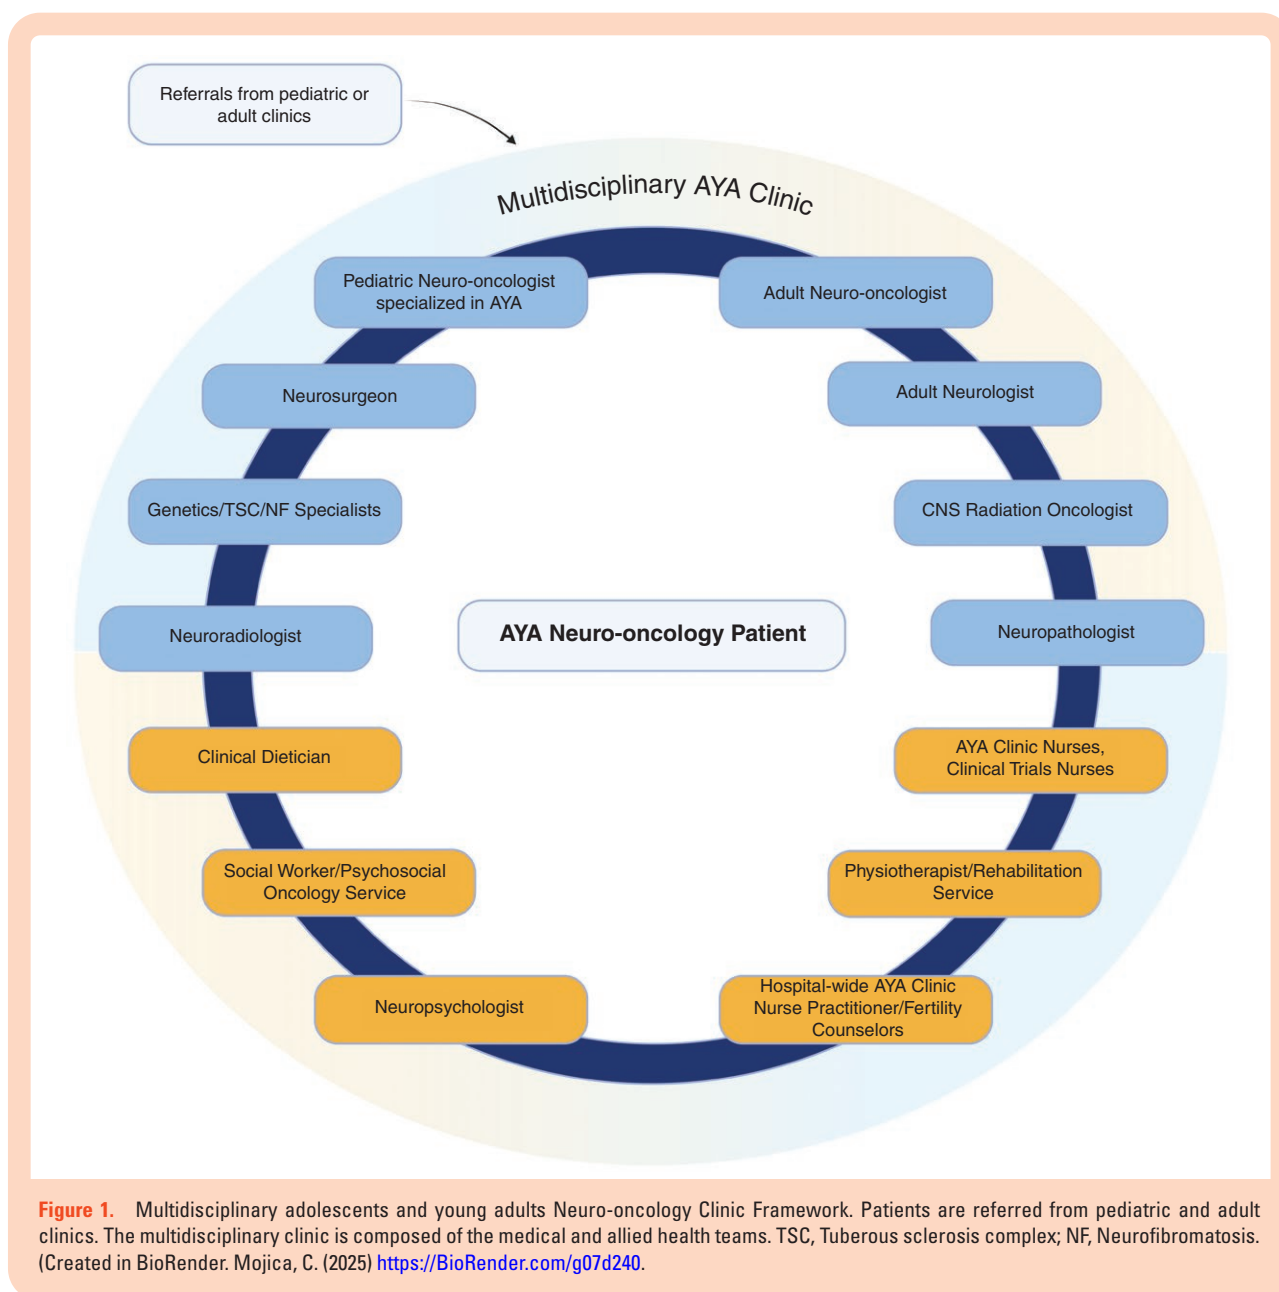 Referrals from pediatric or
adult clinics
Multidisciplinary AYA Clinic
Pediatric Neuro-oncologist
specialized in AYA
Adult Neuro-oncologist
Neurosurgeon
Adult Neurologist
Genetics/TSC/NF Specialists
CNS Radiation Oncologist
Neuroradiologist
AYA Neuro-oncology Patient
Neuropathologist
Clinical Dietician
AYA Clinic Nurses,
Clinical Trials Nurses
Social Worker/Psychosocial
Oncology Service
Physiotherapist/Rehabilitation
Service
Neuropsychologist
Hospital-wide AYA Clinic
Nurse Practitioner/Fertility
Counselors
Figure 1. Multidisciplinary adolescents and young adults Neuro-oncology Clinic Framework. Patients are referred from pediatric and adult
clinics. The multidisciplinary clinic is composed of the medical and allied health teams. TSC, Tuberous sclerosis complex; NF, Neurofibromatosis.
(Created in BioRender. Mojica, C. (2025) https://BioRender.com/g07d240.